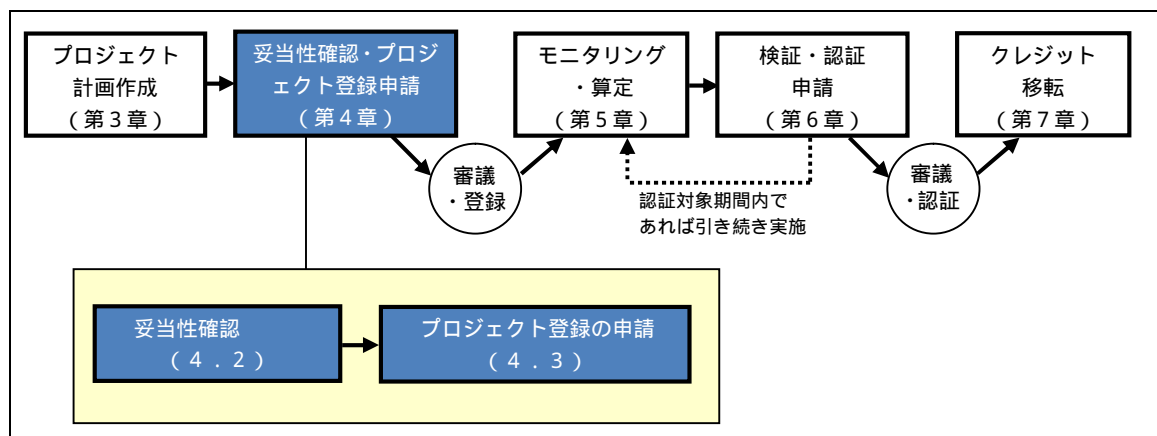 プロジェクト
計画作成
（第３章）
妥当性確認・プロジ
ェクト登録申請
（第４章）
審議
・登録
モニタリング
・算定
（第５章）
検証・認証
申請
（第６章）
認証対象期間内で
あれば引き続き実施
審議
・認証
クレジット
移転
（第７章）
妥当性確認
（４．２）
プロジェクト登録の申請
（４．３）